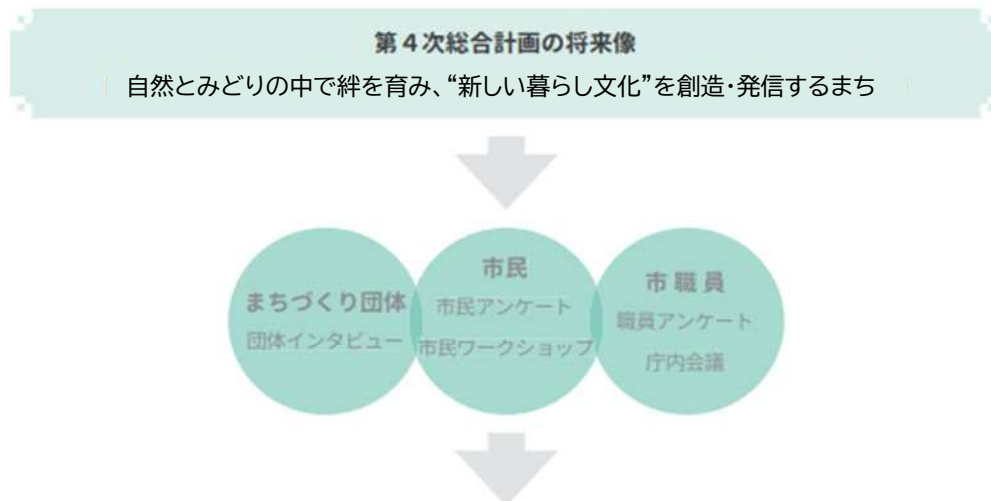 第４次総合計画の将来像
自然とみどりの中で絆を育み、“新しい暮らし文化”を創造・発信するまち
まちづくり団体
団体インタビュー
市民
市民アンケート
市民ワークショップ
市職員
職員アンケート
庁内会議